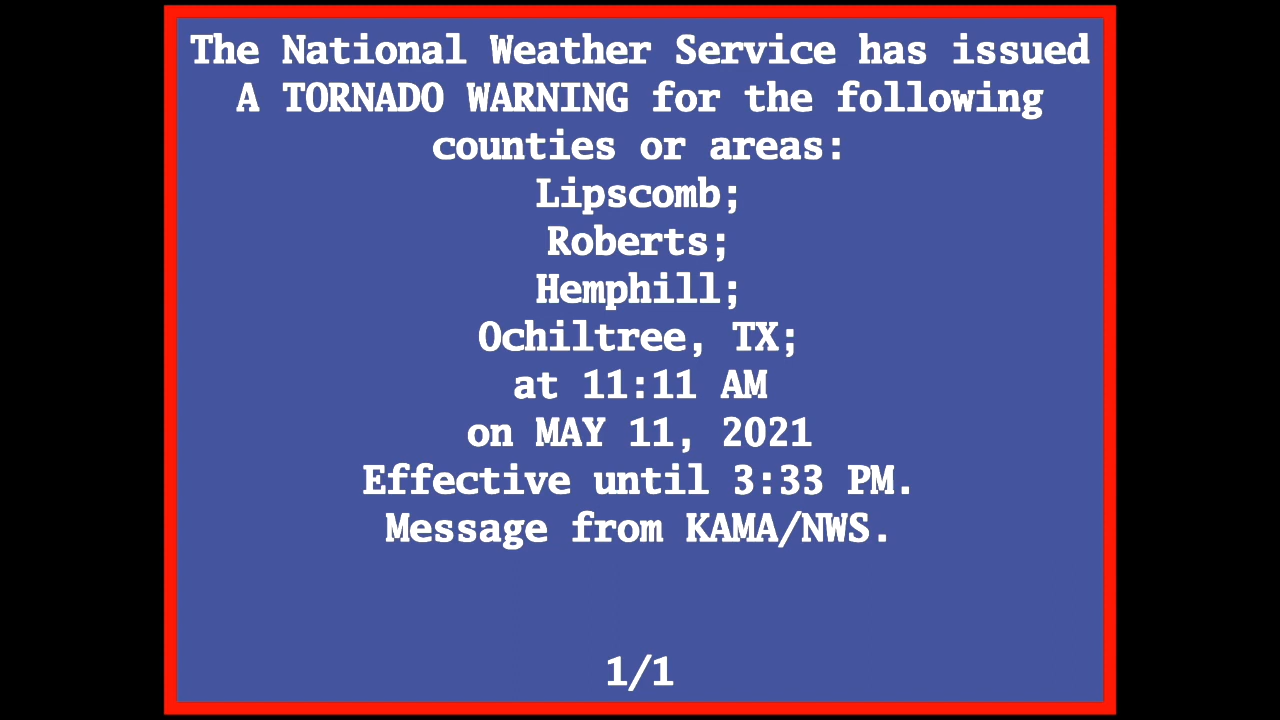 The National Weather Service has issued
A TORNADO WARNING for the following
counties or areas:
Lipscomb;
Roberts;
Hemphill;
Ochiltree, TX;
at 11:11 AM
on MAY 11, 2021
Effective until 3:33 PM.
Message from KAMA/NWS.
1/1